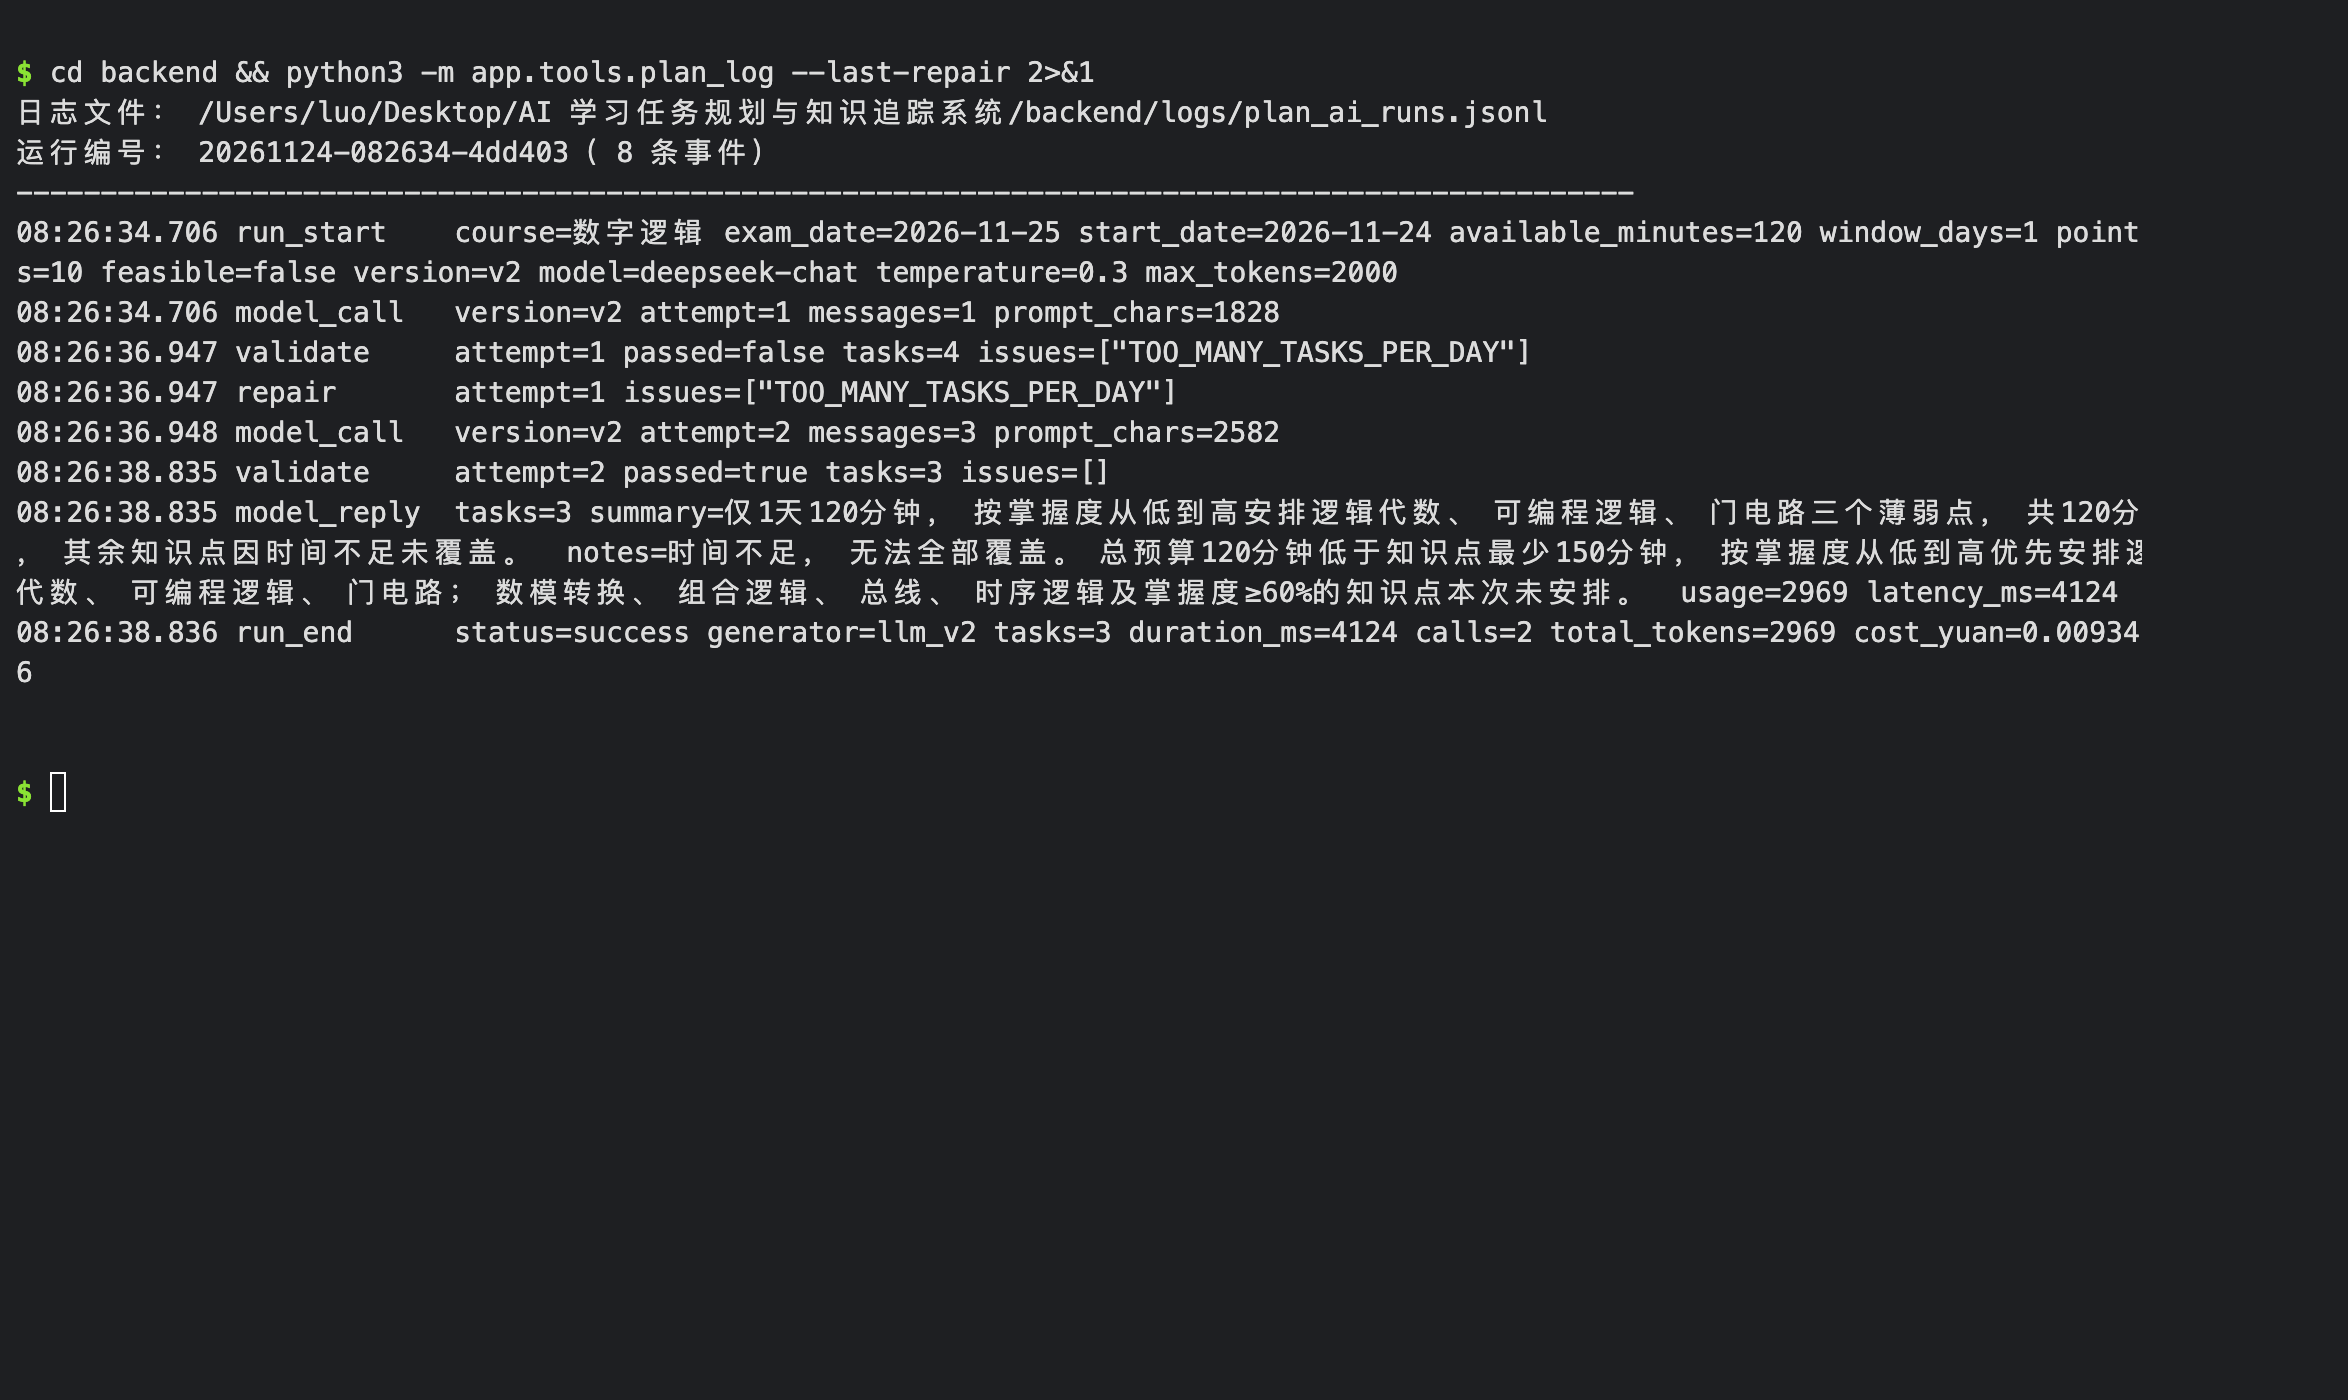 $ cd backend && python3 -m app.tools.plan_log --last-repair 2>&1
日志文件： /Users/luo/Desktop/AI 学习任务规划与知识追踪系统/backend/logs/plan_ai_runs.jsonl
运行编号： 20261124-082634-4dd403（ 8 条事件）
------------------------------------------------------------------------------------------------
08:26:34.706 run_start    course=数字逻辑 exam_date=2026-11-25 start_date=2026-11-24 available_minutes=120 window_days=1 point
s=10 feasible=false version=v2 model=deepseek-chat temperature=0.3 max_tokens=2000
08:26:34.706 model_call   version=v2 attempt=1 messages=1 prompt_chars=1828
08:26:36.947 validate     attempt=1 passed=false tasks=4 issues=["TOO_MANY_TASKS_PER_DAY"]
08:26:36.947 repair       attempt=1 issues=["TOO_MANY_TASKS_PER_DAY"]
08:26:36.948 model_call   version=v2 attempt=2 messages=3 prompt_chars=2582
08:26:38.835 validate     attempt=2 passed=true tasks=3 issues=[]
08:26:38.835 model_reply  tasks=3 summary=仅1天120分钟， 按掌握度从低到高安排逻辑代数、 可编程逻辑、 门电路三个薄弱点， 共120分
， 其余知识点因时间不足未覆盖。  notes=时间不足， 无法全部覆盖。 总预算120分钟低于知识点最少150分钟， 按掌握度从低到高优先安排逻
代数、 可编程逻辑、 门电路； 数模转换、 组合逻辑、 总线、 时序逻辑及掌握度≥60%的知识点本次未安排。  usage=2969 latency_ms=4124
08:26:38.836 run_end      status=success generator=llm_v2 tasks=3 duration_ms=4124 calls=2 total_tokens=2969 cost_yuan=0.00934
6
$